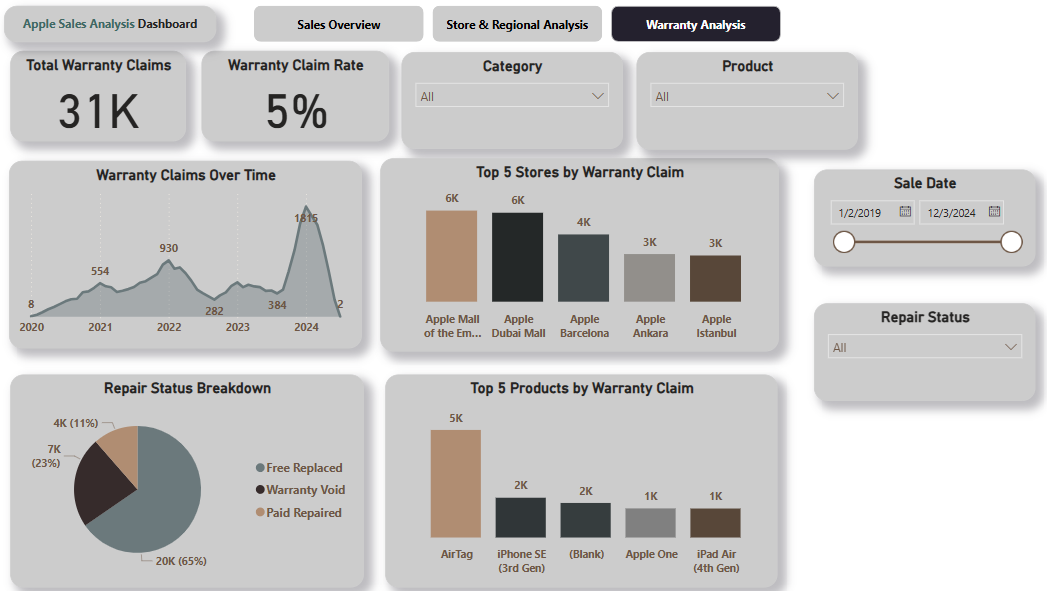 Apple Sales Analysis Dashboard
Sales Overview
Store & Regional Analysis
Warranty Analysis
Total Warranty Claims
31K
Warranty Claim Rate
5%
Category
All
Product
All
Warranty Claims Over Time
8
554
930
282
384
1815
2
2020
2021
2022
2023
2024
Top 5 Stores by Warranty Claim
6K
6K
4K
3K
3K
Apple Mall
of the Em...
Apple
Dubai Mall
Apple
Barcelona
Apple
Ankara
Apple
Istanbul
Sale Date
1/2/2019
12/3/2024
Repair Status
All
Repair Status Breakdown
4K (11%)
7K
(23%)
20K (65%)
Free Replaced
Warranty Void
Paid Repaired
Top 5 Products by Warranty Claim
5K
2K
2K
1K
1K
AirTag
iPhone SE
(3rd Gen)
(Blank)
Apple One
iPad Air
(4th Gen)